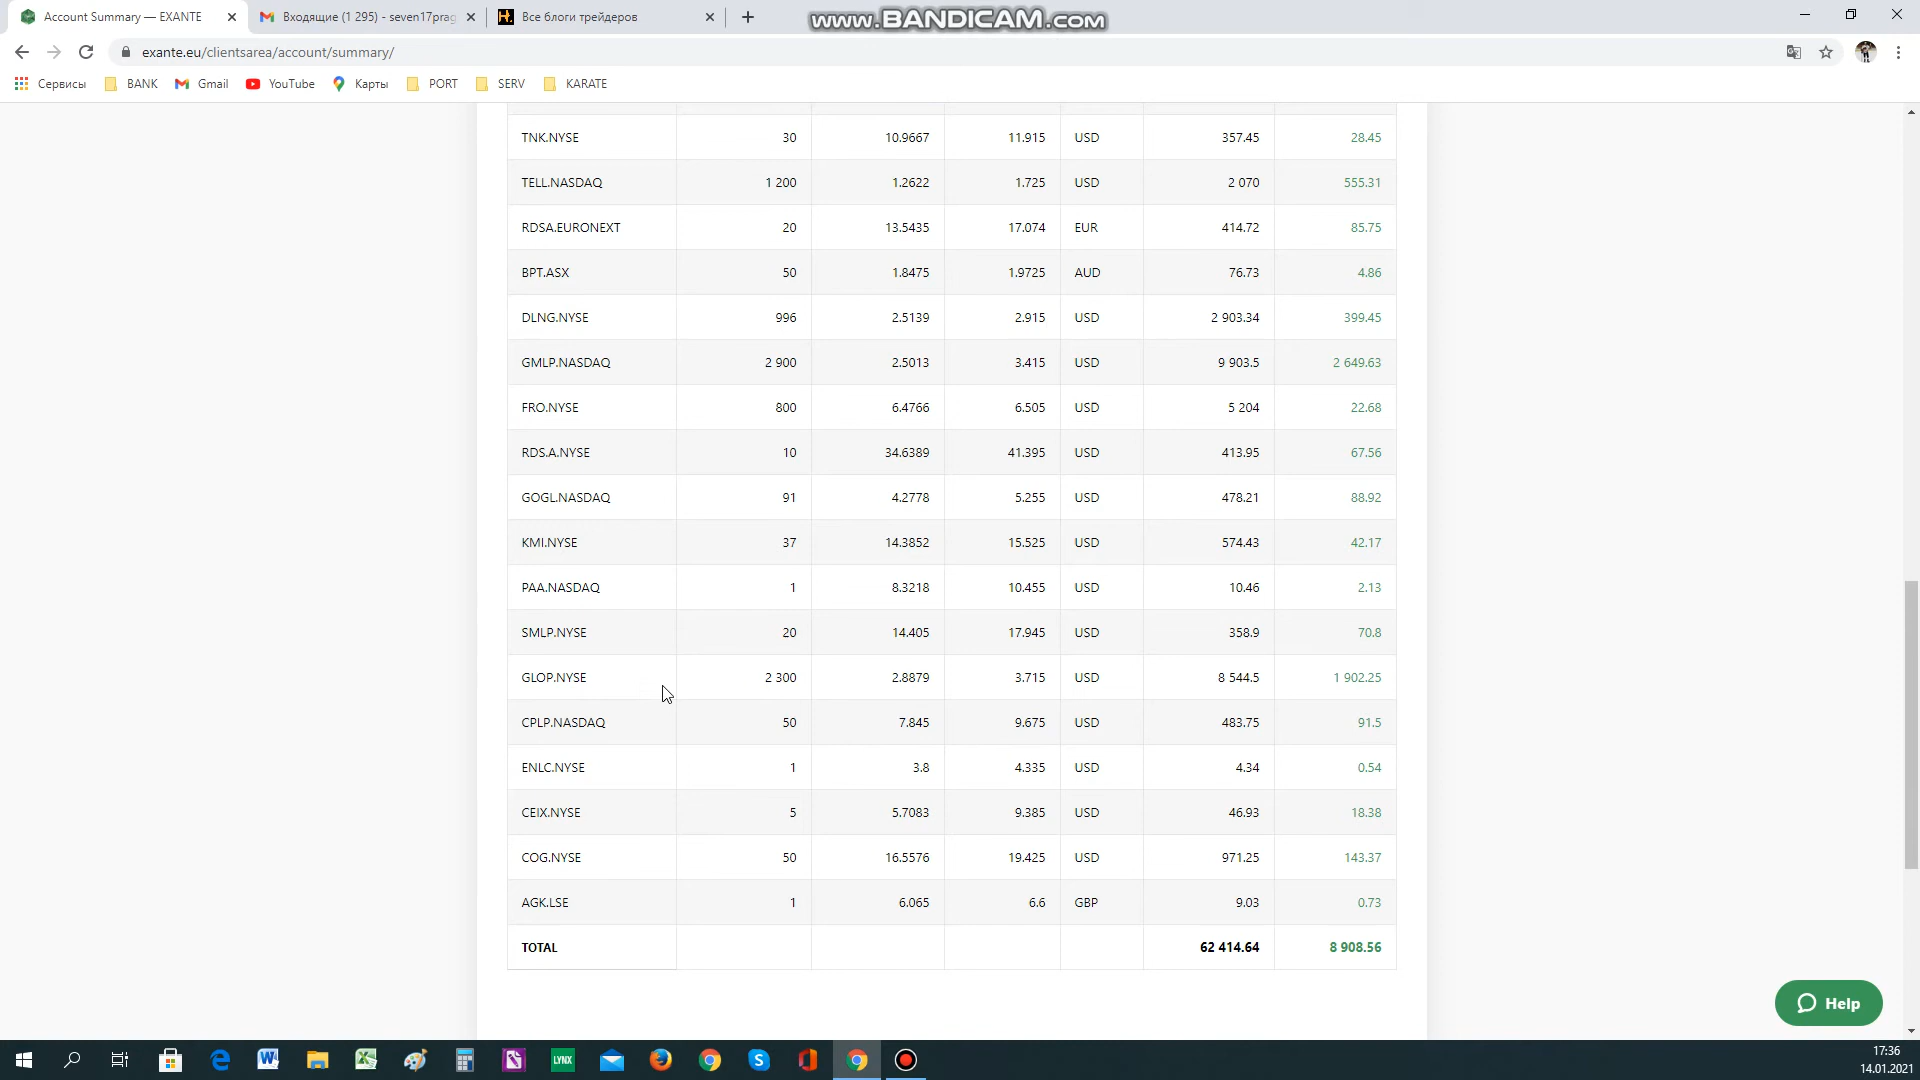 Account Summary — EXANTE
Входящие (1 295) - seven17prag
Все блоги трейдеров
www.BANDICAM.com
exante.eu/clientsarea/account/summary/
Сервисы BANK Gmail YouTube Карты PORT SERV KARATE
TNK.NYSE 30 10.9667 11.915 USD 357.45 28.45
TELL.NASDAQ 1 200 1.2622 1.725 USD 2 070 555.31
RDSA.EURONEXT 20 13.5435 17.074 EUR 414.72 85.75
BPT.ASX 50 1.8475 1.9725 AUD 76.73 4.86
DLNG.NYSE 996 2.5139 2.915 USD 2 903.34 399.45
GMLP.NASDAQ 2 900 2.5013 3.415 USD 9 903.5 2 649.63
FRO.NYSE 800 6.4766 6.505 USD 5 204 22.68
RDS.A.NYSE 10 34.6389 41.395 USD 413.95 67.56
GOGL.NASDAQ 91 4.2778 5.255 USD 478.21 88.92
KMI.NYSE 37 14.3852 15.525 USD 574.43 42.17
PAA.NASDAQ 1 8.3218 10.455 USD 10.46 2.13
SMLP.NYSE 20 14.405 17.945 USD 358.9 70.8
GLOP.NYSE 2 300 2.8879 3.715 USD 8 544.5 1 902.25
CPLP.NASDAQ 50 7.845 9.675 USD 483.75 91.5
ENLC.NYSE 1 3.8 4.335 USD 4.34 0.54
CEIX.NYSE 5 5.7083 9.385 USD 46.93 18.38
COG.NYSE 50 16.5576 19.425 USD 971.25 143.37
AGK.LSE 1 6.065 6.6 GBP 9.03 0.73
TOTAL 62 414.64 8 908.56
Help
LYNX
17:36
14.01.2021